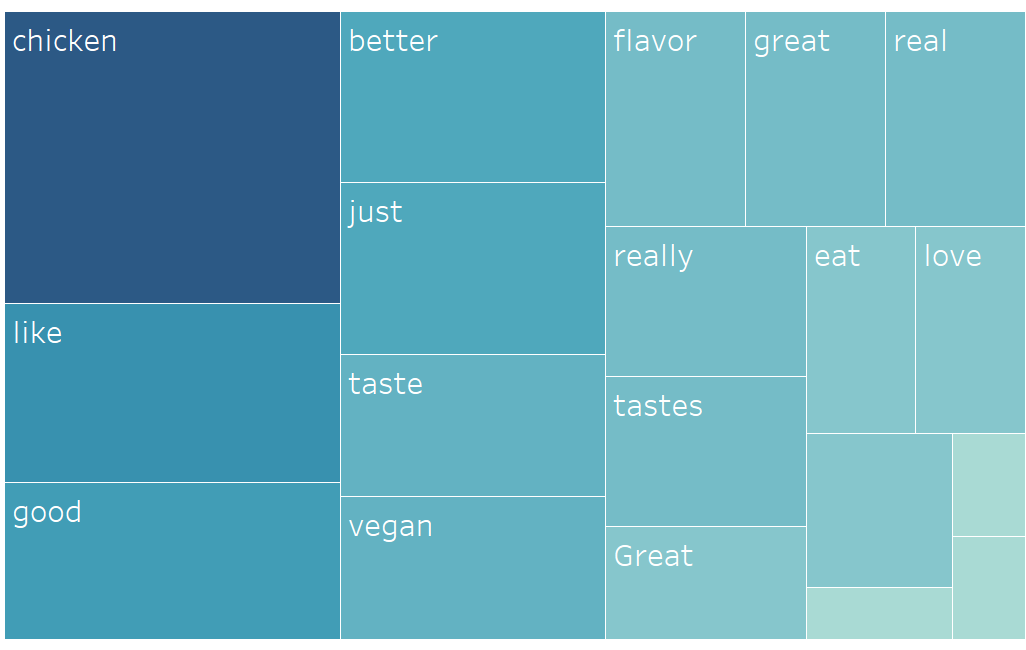 chicken
like
good
better
just
taste
vegan
flavor
great
real
really
tastes
Great
eat
love